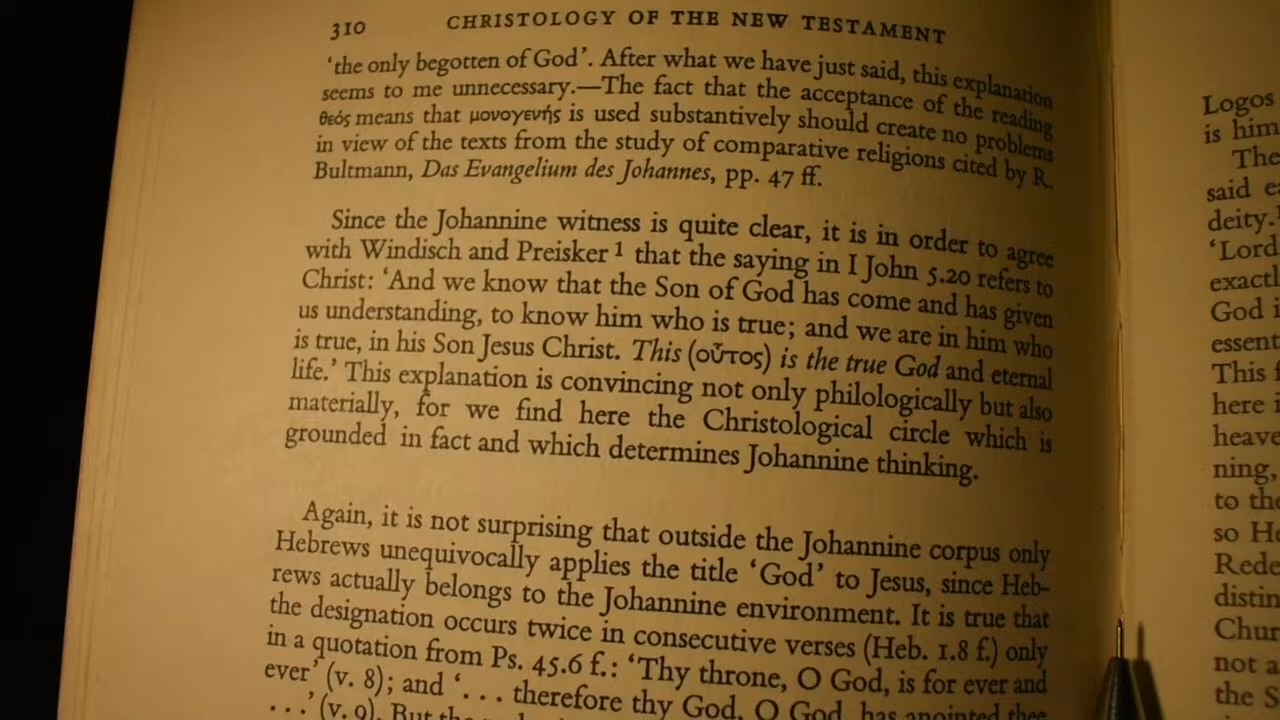 310 CHRISTOLOGY OF THE NEW TESTAMENT
'the only begotten of God'. After what we have just said, this explanation
seems to me unnecessary.—The fact that the acceptance of the reading
θεός means that μονογενής is used substantively should create no problems
in view of the texts from the study of comparative religions cited by R.
Bultmann, Das Evangelium des Johannes, pp. 47 ff.
Since the Johannine witness is quite clear, it is in order to agree
with Windisch and Preisker 1 that the saying in I John 5.20 refers to
Christ: 'And we know that the Son of God has come and has given
us understanding, to know him who is true; and we are in him who
is true, in his Son Jesus Christ. This (οὗτος) is the true God and eternal
life.' This explanation is convincing not only philologically but also
materially, for we find here the Christological circle which is
grounded in fact and which determines Johannine thinking.
Again, it is not surprising that outside the Johannine corpus only
Hebrews unequivocally applies the title 'God' to Jesus, since Heb-
rews actually belongs to the Johannine environment. It is true that
the designation occurs twice in consecutive verses (Heb. 1.8 f.) only
in a quotation from Ps. 45.6 f.: 'Thy throne, O God, is for ever and
ever' (v. 8); and '. . . therefore thy God, O God, has anointed thee
. . .' (v. 9). But the
Logos
is him
The
said
deity.
'Lord
God
This
here
ning,
to
so
not a
the S